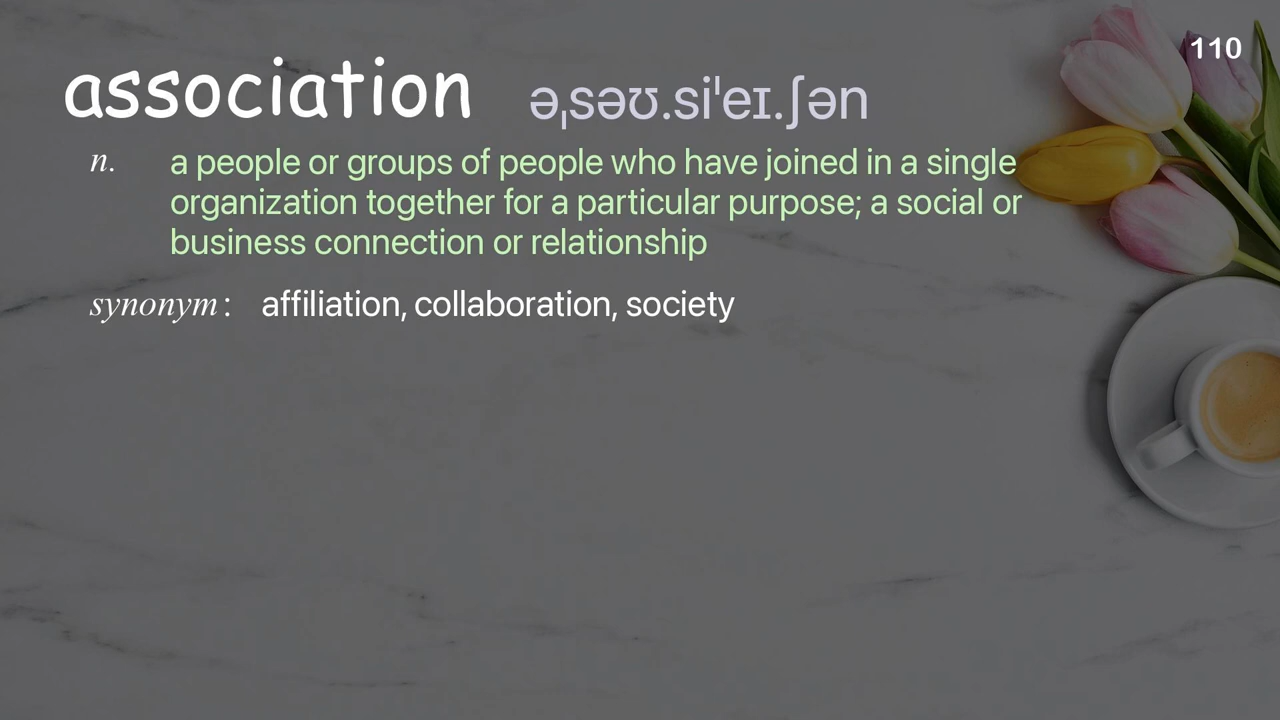 110
association əˌsəʊ.siˈeɪ.ʃən
n. a people or groups of people who have joined in a single
organization together for a particular purpose; a social or
business connection or relationship
synonym: affiliation, collaboration, society